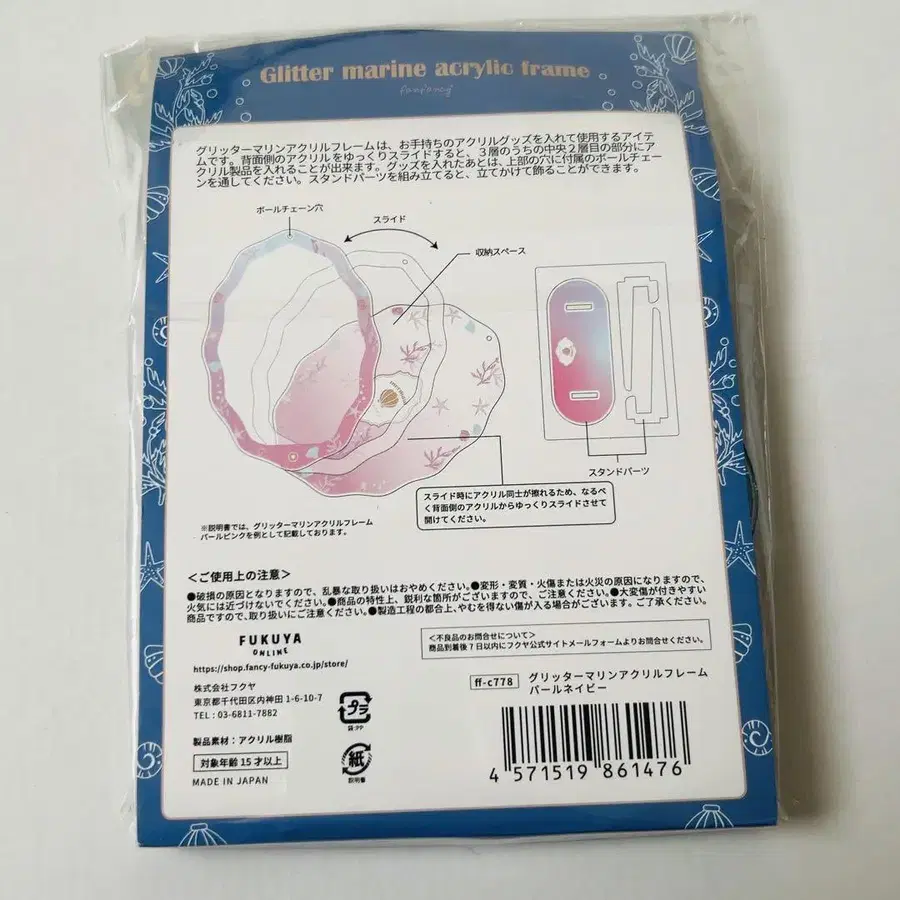 Glitter marine acrylic frame
fanfancy
グリッターマリンアクリルフレームは、お手持ちのアクリルグッズを入れて使用するアイテ
ムです。背面側のアクリルをゆっくりスライドすると、3層のうちの中央2層目の部分にア
クリル製品を入れることが出来ます。グッズを入れたあとは、上部の穴に付属のボールチェー
ンを通してください。スタンドパーツを組み立てると、立てかけて飾ることができます。
ボールチェーン穴
スライド
収納スペース
スタンドパーツ
スライド時にアクリル同士が擦れるため、なるべ
く背面側のアクリルからゆっくりスライドさせて
開けてください。
※説明書では、グリッターマリンアクリルフレーム
パールピンクを例として記載しております。
＜ご使用上の注意＞
●破損の原因となりますので、乱暴な取り扱いはおやめください。●変形・変質・火傷または火災の原因になりますので、
火気には近づけないでください。●商品の特性上、鋭利な箇所がございますので、ご注意ください。●大変傷が付きやすい
商品ですので、取り扱いにご注意ください。●製造工程の都合上、やむを得ない傷が入る場合がございます。ご了承ください。
FUKUYA
ONLINE
https://shop.fancy-fukuya.co.jp/store/
＜不良品のお問合せについて＞
商品到着後7日以内にフクヤ公式サイトメールフォームよりお問合せください。
株式会社フクヤ
東京都千代田区内神田1-6-10-7
TEL : 03-6811-7882
プラ
袋:PP
ff-c778 グリッターマリンアクリルフレーム
パールネイビー
製品素材：アクリル樹脂
対象年齢15才以上
MADE IN JAPAN
紙
説明書
4 571519 861476